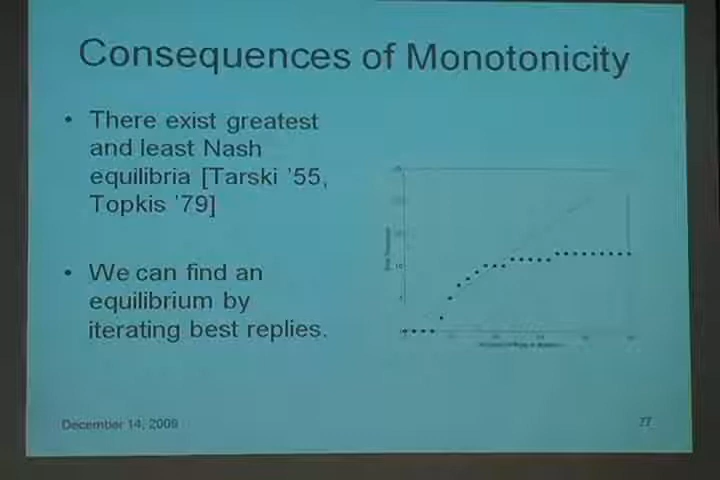 Consequences of Monotonicity
• There exist greatest
and least Nash
equilibria [Tarski '55,
Topkis '79]
• We can find an
equilibrium by
iterating best replies.
December 14, 2009
77